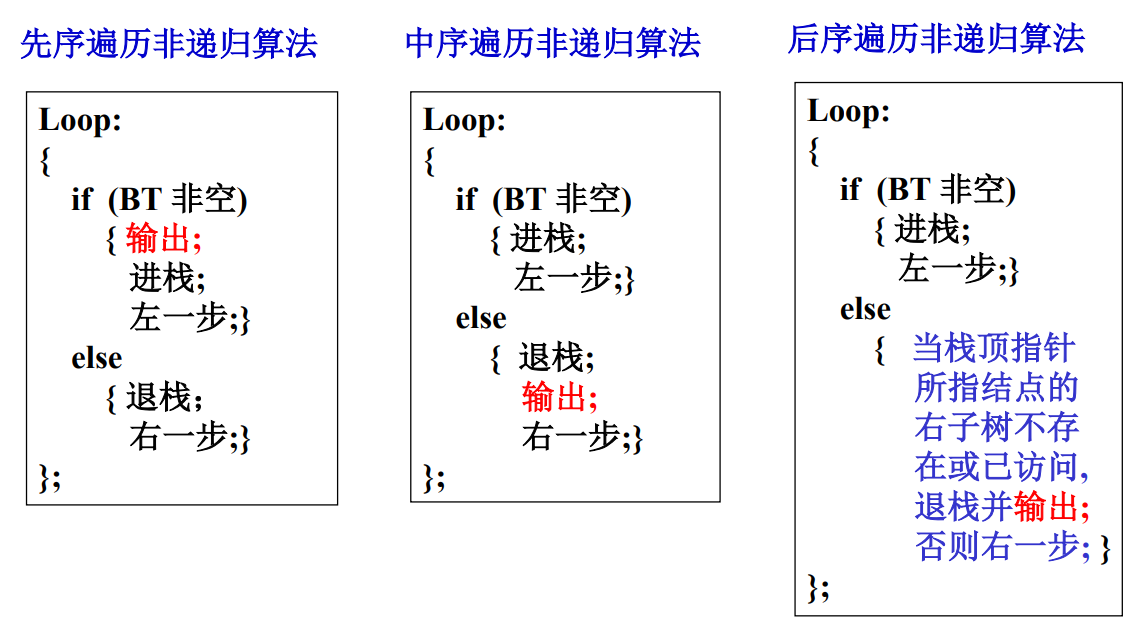 先序遍历非递归算法
Loop:
{
if (BT 非空)
{ 输出;
进栈;
左一步;}
else
{ 退栈；
右一步;}
};
中序遍历非递归算法
Loop:
{
if (BT 非空)
{ 进栈;
左一步;}
else
{ 退栈;
输出;
右一步;}
};
后序遍历非递归算法
Loop:
{
if (BT 非空)
{ 进栈;
左一步;}
else
{ 当栈顶指针
所指结点的
右子树不存
在或已访问,
退栈并输出;
否则右一步; }
};